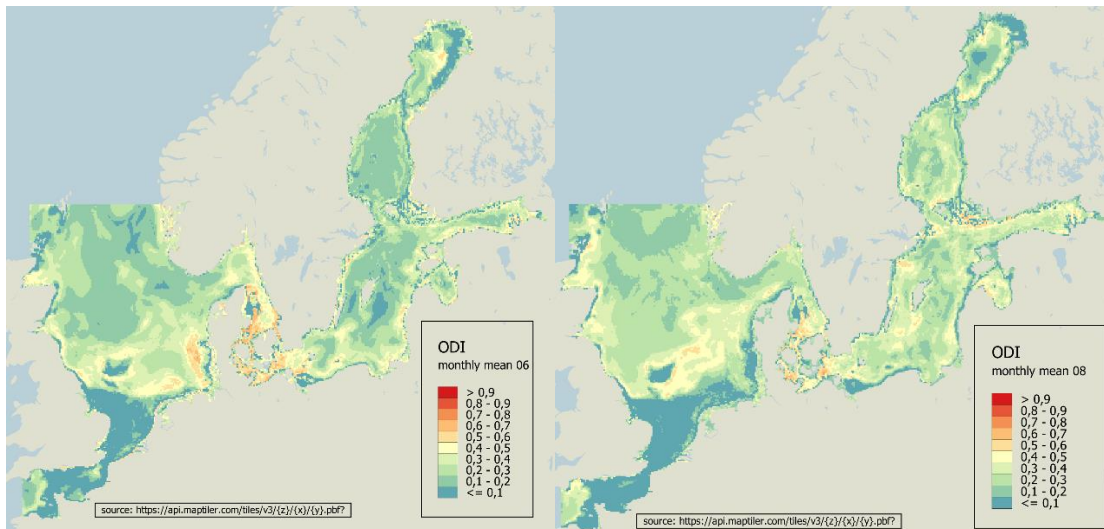 ODI
monthly mean 06
> 0,9
0,8 - 0,9
0,7 - 0,8
0,6 - 0,7
0,5 - 0,6
0,4 - 0,5
0,3 - 0,4
0,2 - 0,3
0,1 - 0,2
<= 0,1
source: https://api.maptiler.com/tiles/v3/{z}/{x}/{y}.pbf?
ODI
monthly mean 08
> 0,9
0,8 - 0,9
0,7 - 0,8
0,6 - 0,7
0,5 - 0,6
0,4 - 0,5
0,3 - 0,4
0,2 - 0,3
0,1 - 0,2
<= 0,1
source: https://api.maptiler.com/tiles/v3/{z}/{x}/{y}.pbf?